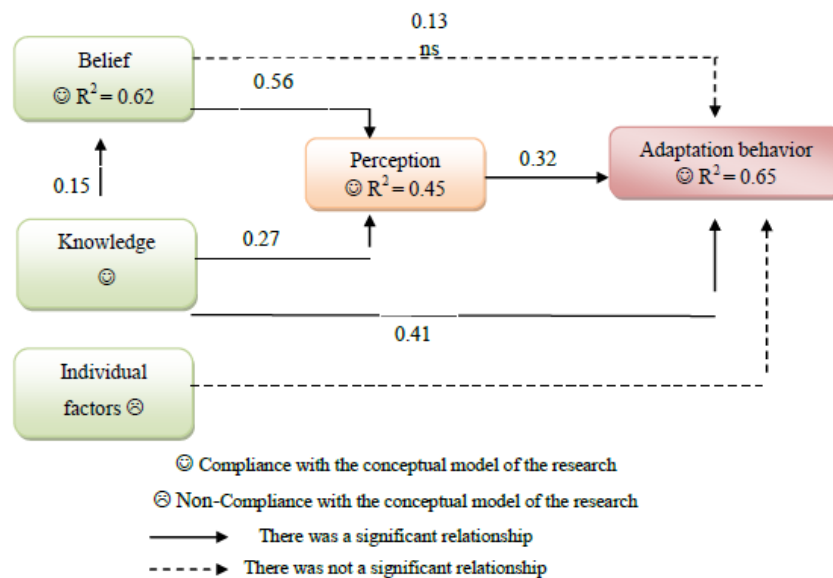 0.13
ns
Belief
☺ R² = 0.62
0.56
Perception
☺ R² = 0.45
0.32
Adaptation behavior
☺ R² = 0.65
0.15
Knowledge
☺
0.27
0.41
Individual
factors ☹
☺ Compliance with the conceptual model of the research
☹ Non-Compliance with the conceptual model of the research
There was a significant relationship
There was not a significant relationship